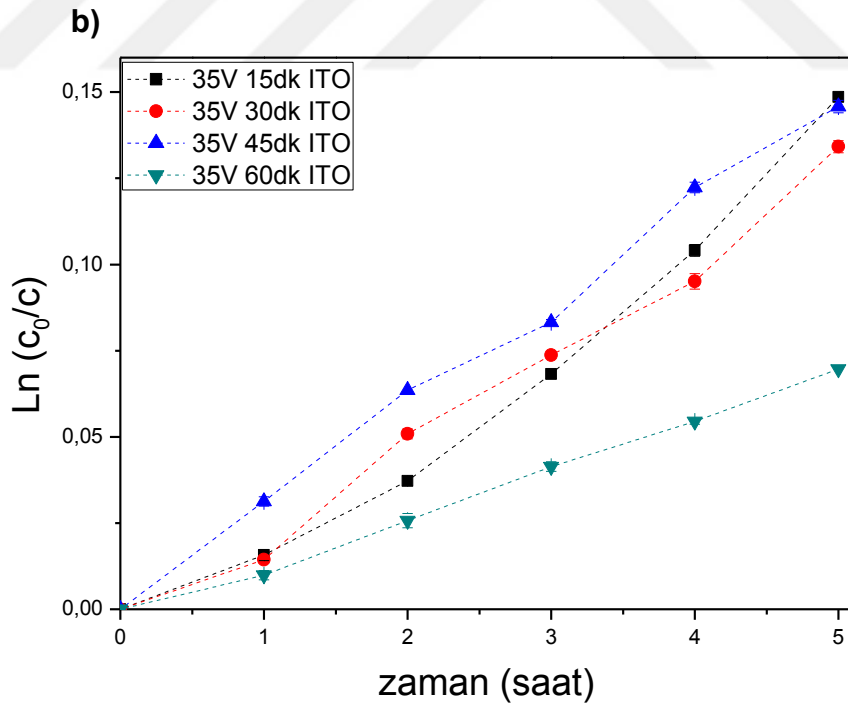 b)
35V 15dk ITO
35V 30dk ITO
35V 45dk ITO
35V 60dk ITO
0,15
0,10
0,05
0,00
Ln (c₀/c)
0 1 2 3 4 5
zaman (saat)